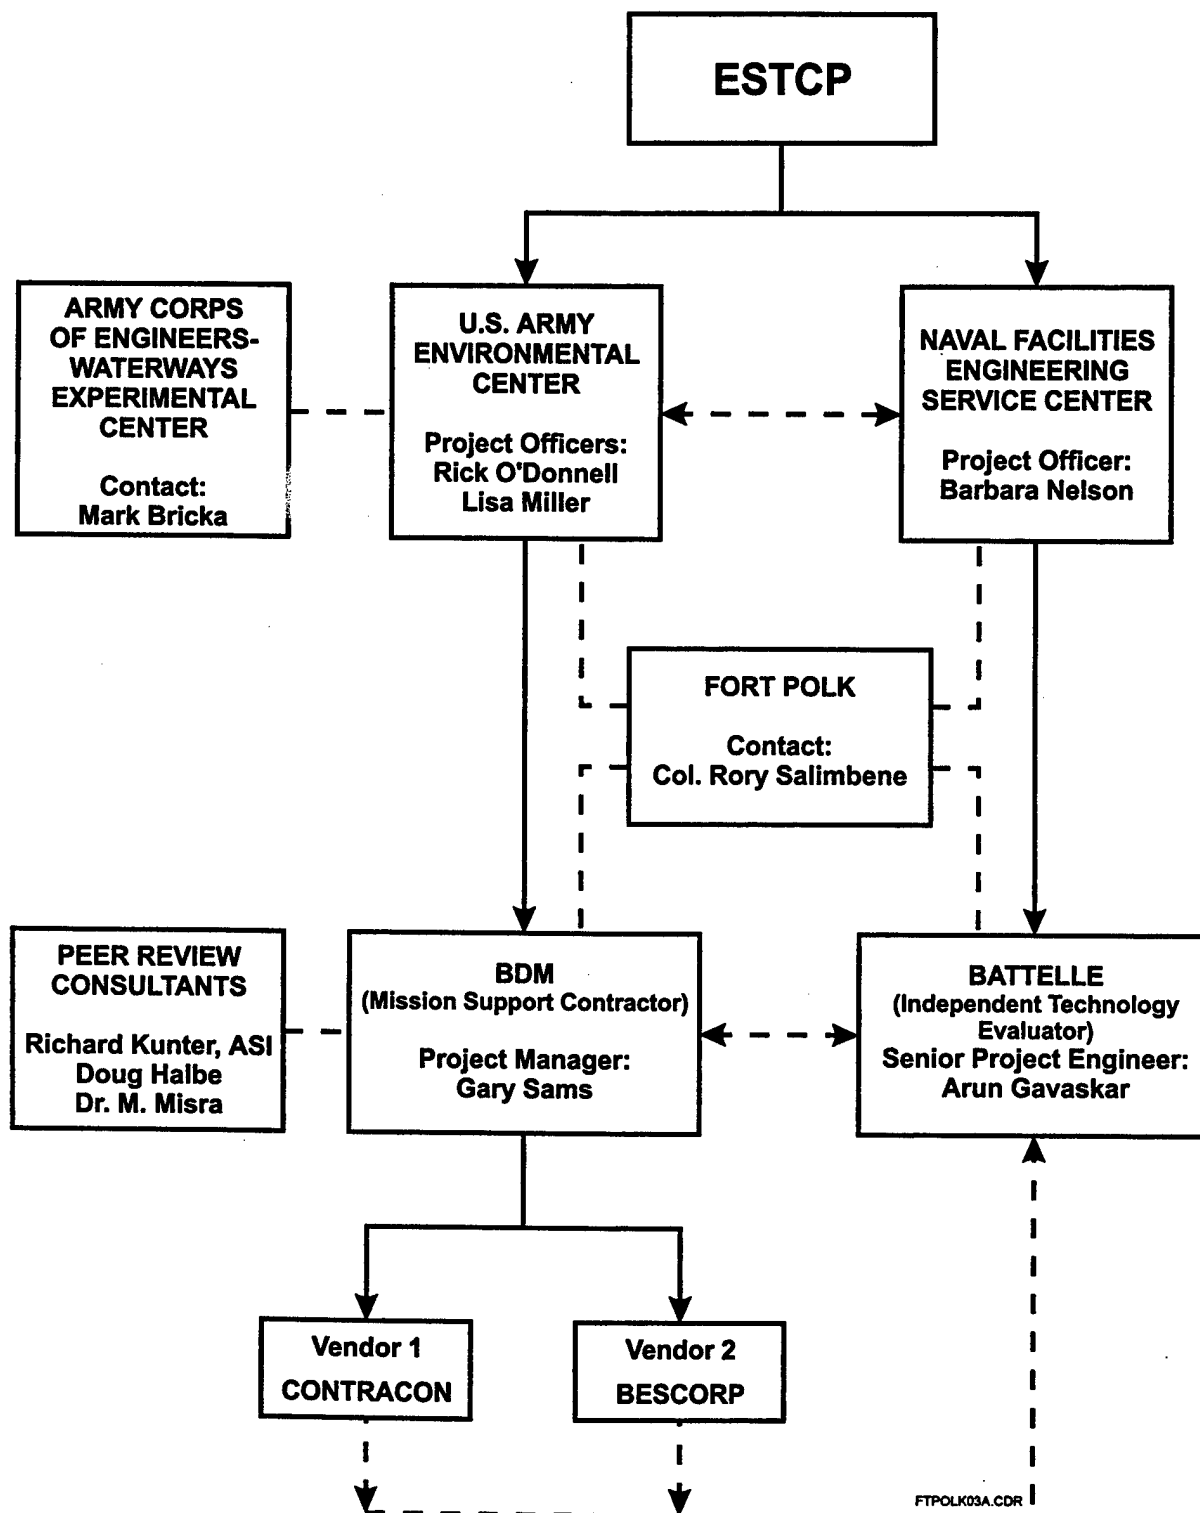 ESTCP
ARMY CORPS
OF ENGINEERS-
WATERWAYS
EXPERIMENTAL
CENTER
Contact:
Mark Bricka
U.S. ARMY
ENVIRONMENTAL
CENTER
Project Officers:
Rick O'Donnell
Lisa Miller
NAVAL FACILITIES
ENGINEERING
SERVICE CENTER
Project Officer:
Barbara Nelson
FORT POLK
Contact:
Col. Rory Salimbene
PEER REVIEW
CONSULTANTS
Richard Kunter, ASI
Doug Halbe
Dr. M. Misra
BDM
(Mission Support Contractor)
Project Manager:
Gary Sams
BATTELLE
(Independent Technology
Evaluator)
Senior Project Engineer:
Arun Gavaskar
Vendor 1
CONTRACON
Vendor 2
BESCORP
FTPOLK03A.CDR